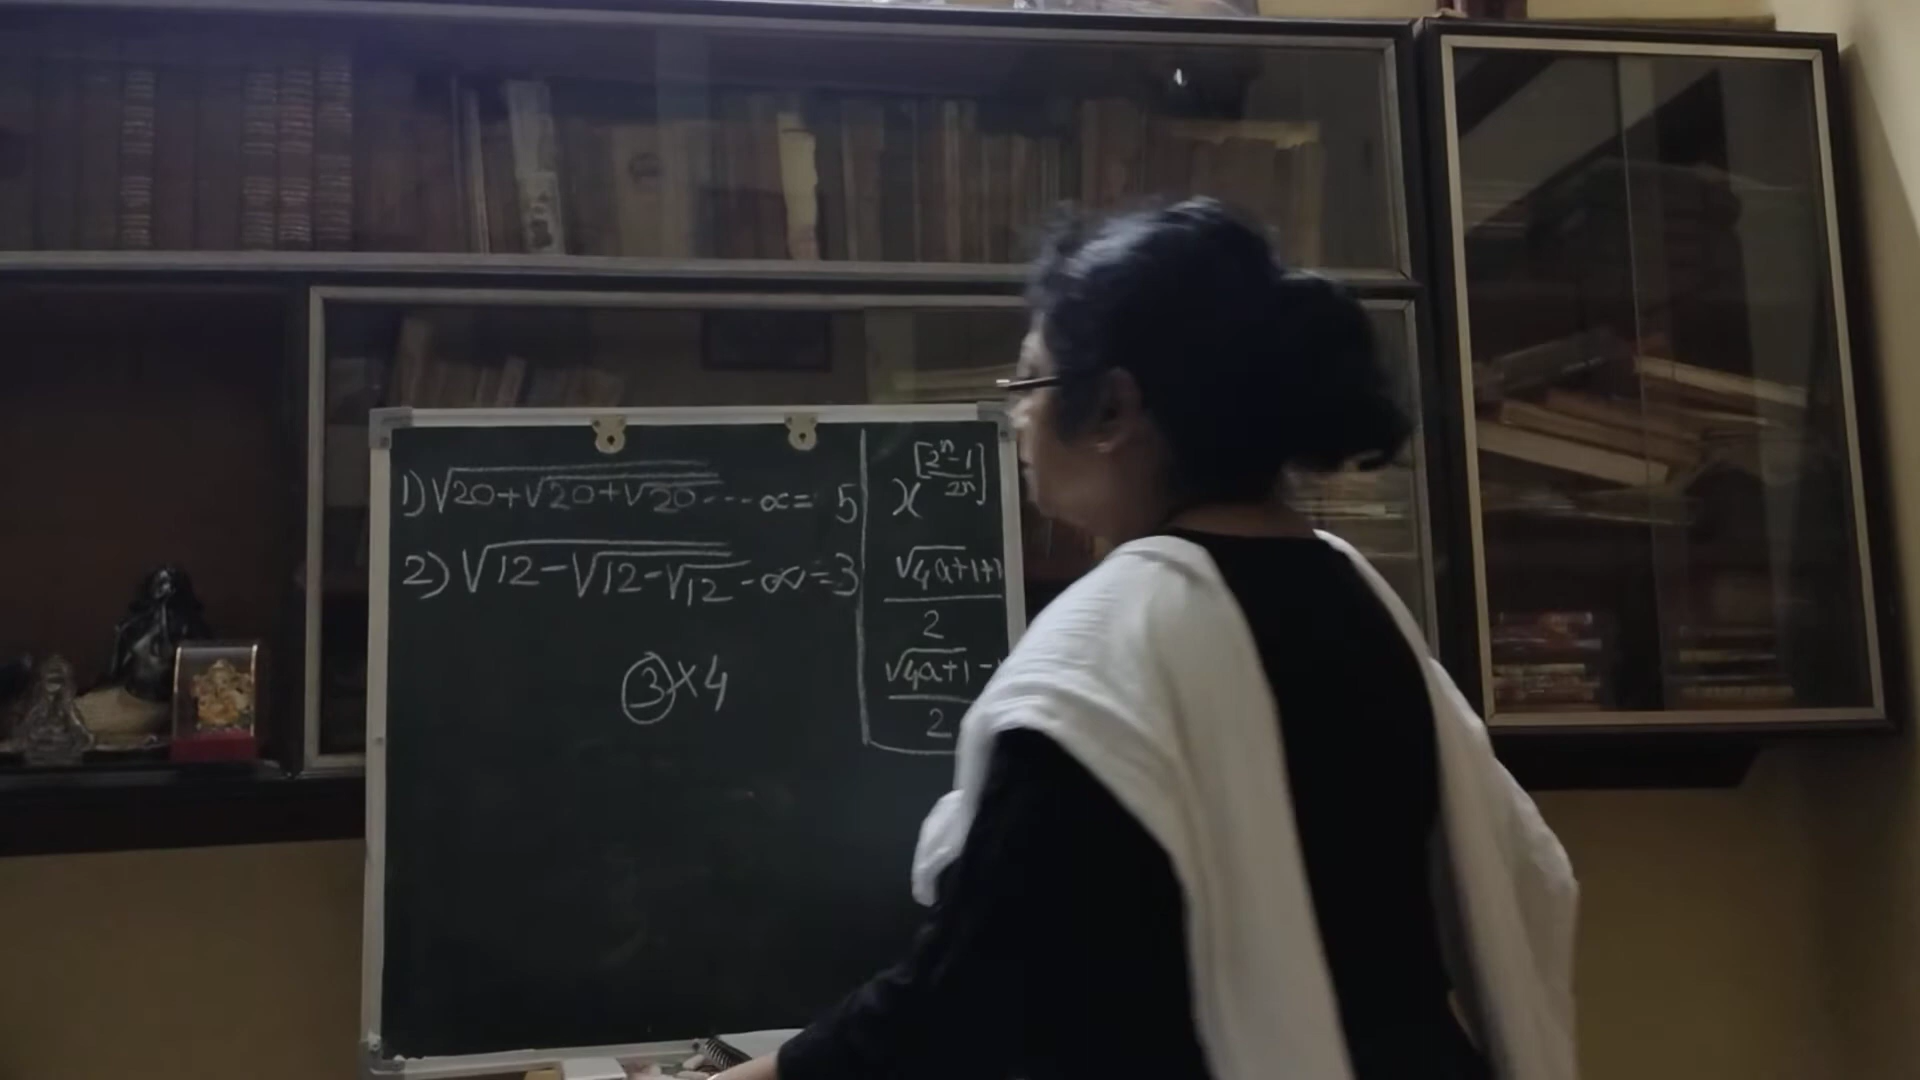 1) √20+√20+√20 --- ∝ = 5
2) √12-√12-√12 - ∞ = 3
③×4
x^[2ⁿ-1/2ⁿ]
√4a+1+1
2
√4a+1 -
2